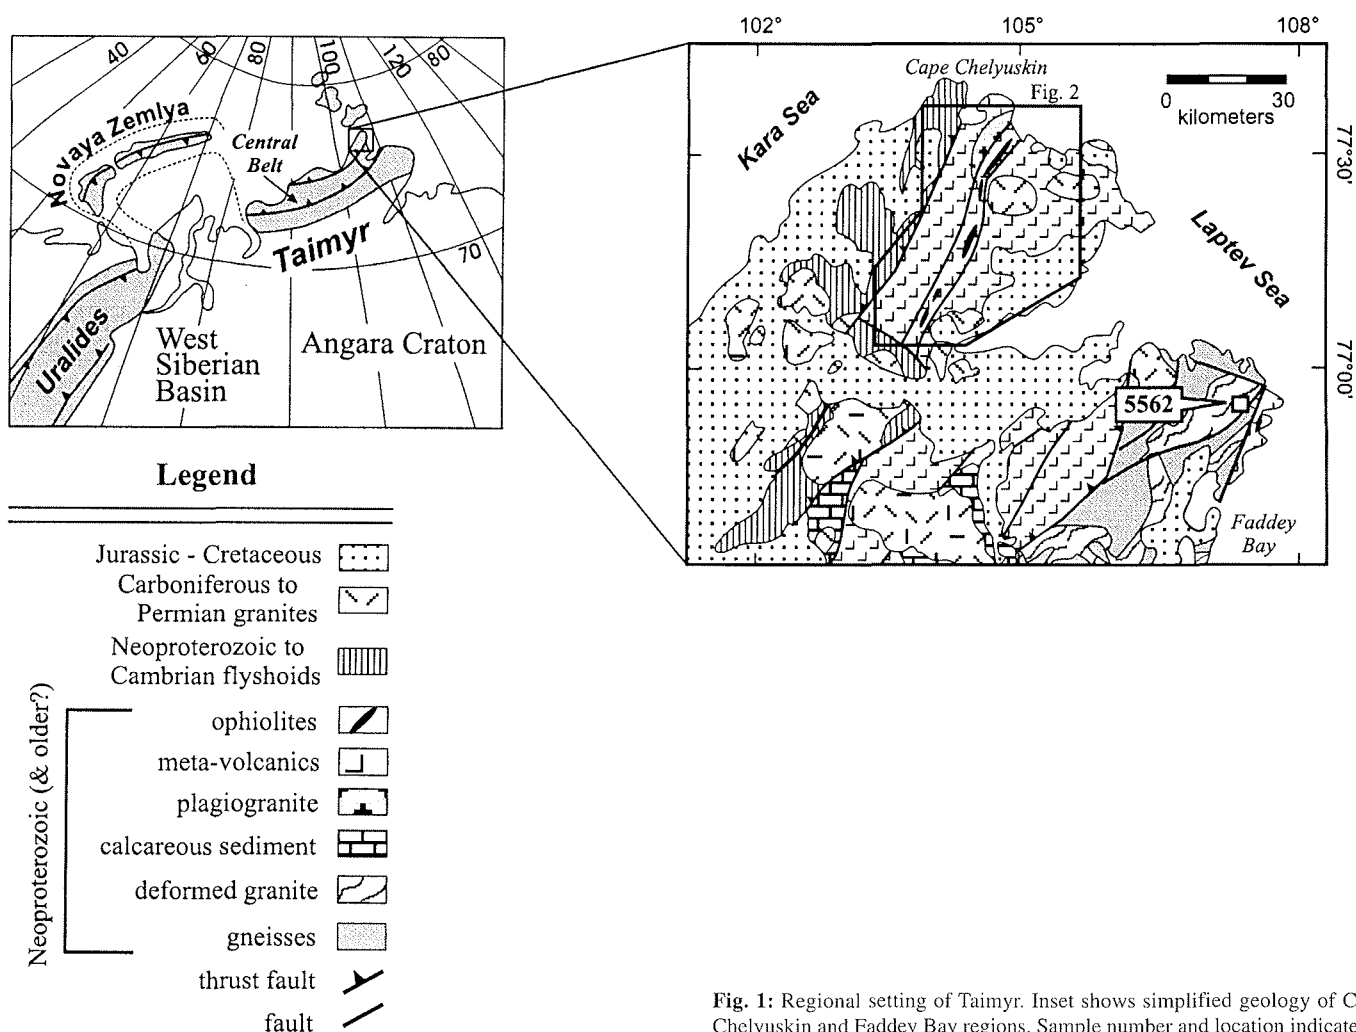 40
60
80
100
120
80
Novaya Zemlya
Central
Belt
Taimyr
70
Uralides
West
Siberian
Basin
Angara Craton
102°
105°
108°
Cape Chelyuskin
Fig. 2
0
30
kilometers
Kara Sea
77°30'
Laptev Sea
77°00'
5562
Faddey
Bay
Legend
Jurassic - Cretaceous
Carboniferous to
Permian granites
Neoproterozoic to
Cambrian flyshoids
Neoproterozoic (& older?)
ophiolites
meta-volcanics
plagiogranite
calcareous sediment
deformed granite
gneisses
thrust fault
fault
Fig. 1: Regional setting of Taimyr. Inset shows simplified geology of C
Chelyuskin and Faddey Bay regions. Sample number and location indicate